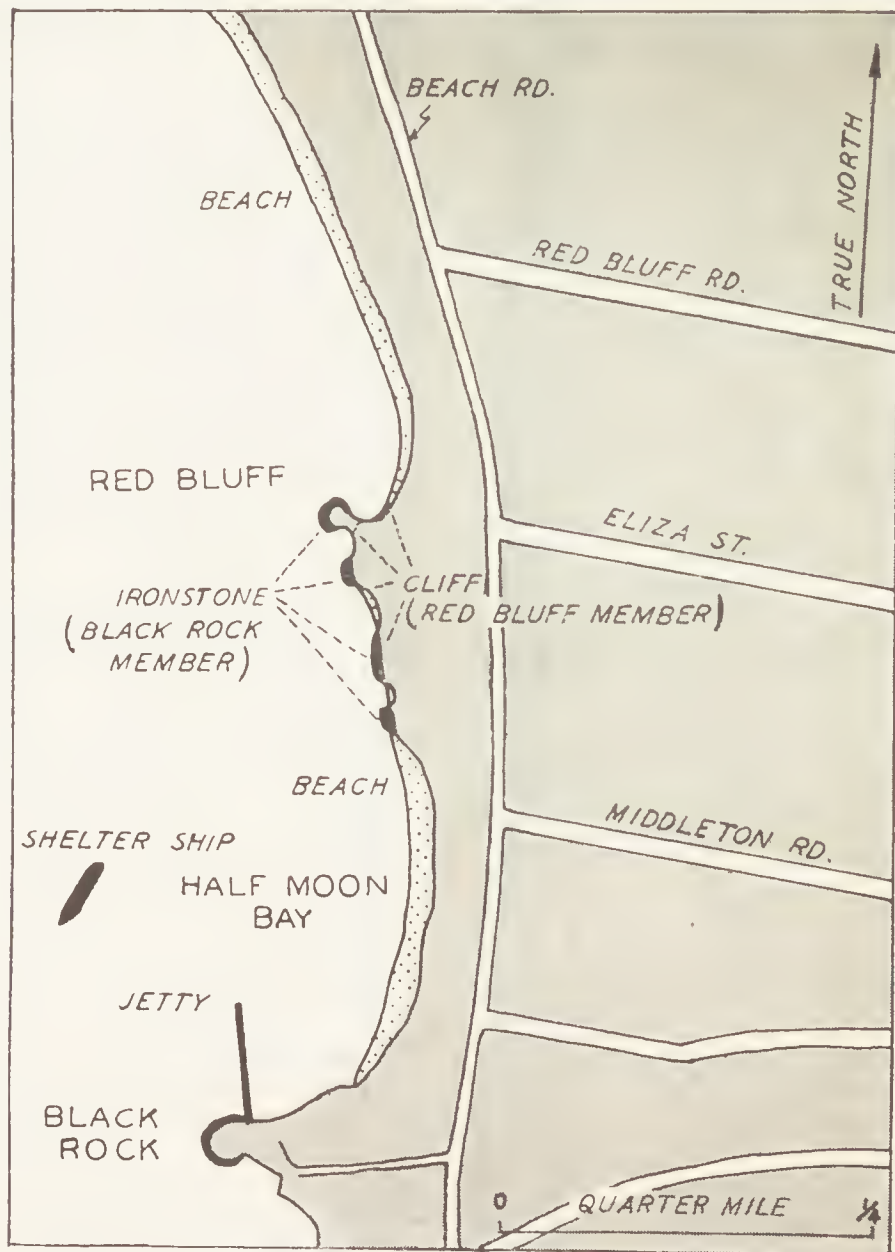 BEACH RD.
BEACH
RED BLUFF RD.
TRUE NORTH
RED BLUFF
ELIZA ST.
IRONSTONE
(BLACK ROCK
MEMBER)
CLIFF
(RED BLUFF MEMBER)
BEACH
MIDDLETON RD.
SHELTER SHIP
HALF MOON
BAY
JETTY
BLACK
ROCK
0 QUARTER MILE 1/4